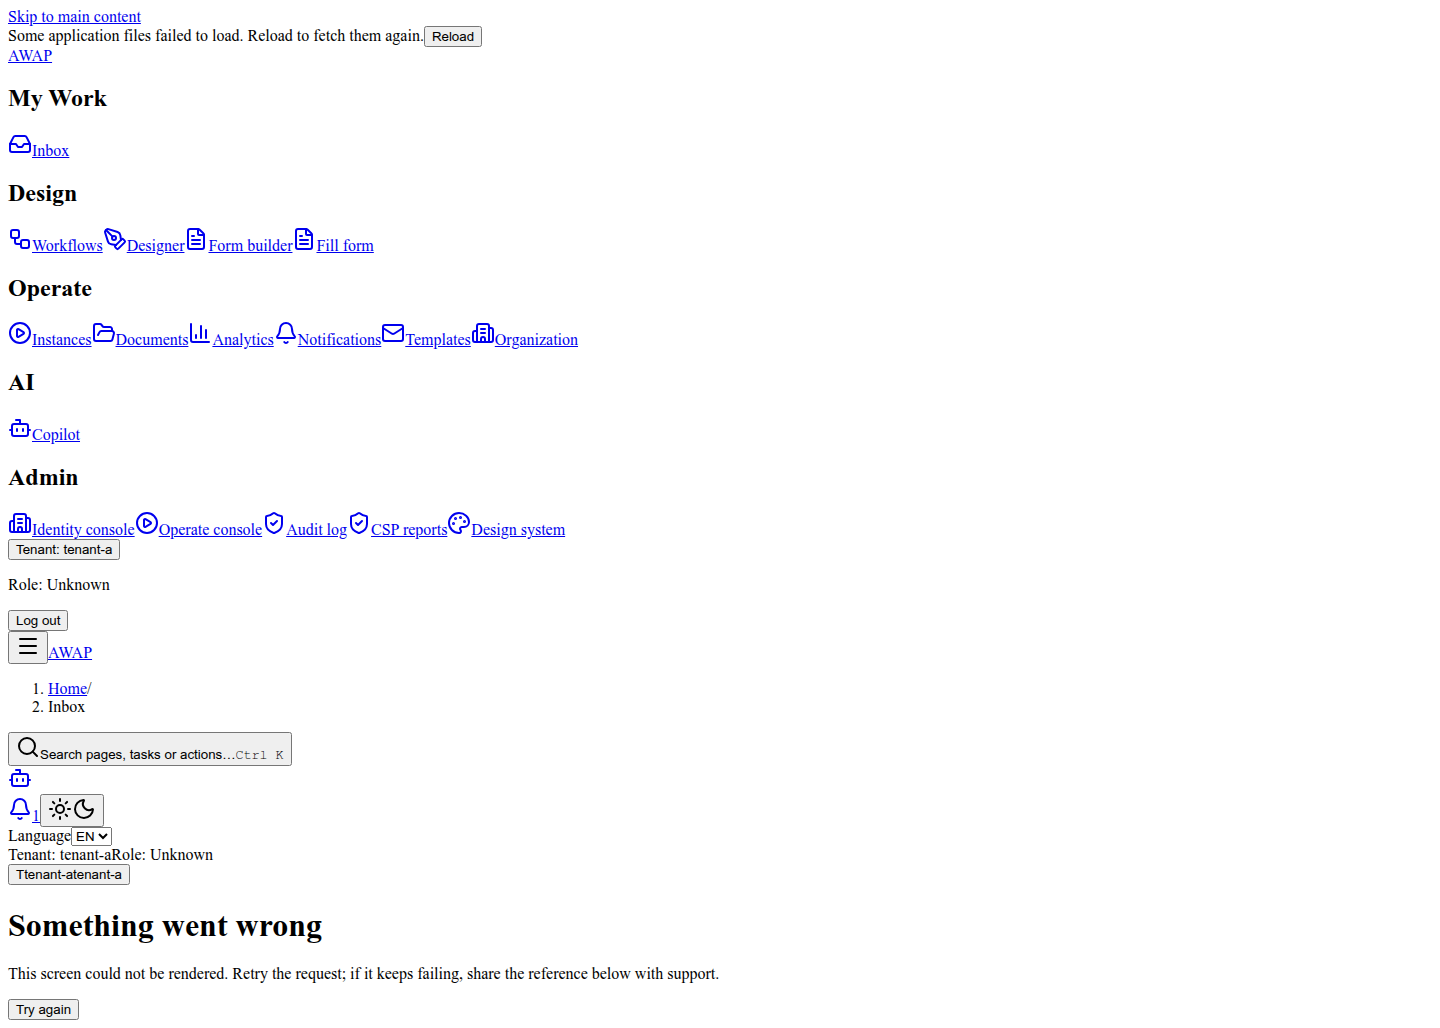 Skip to main content
Some application files failed to load. Reload to fetch them again. Reload
AWAP
My Work
Inbox
Design
Workflows Designer Form builder Fill form
Operate
Instances Documents Analytics Notifications Templates Organization
AI
Copilot
Admin
Identity console Operate console Audit log CSP reports Design system
Tenant: tenant-a
Role: Unknown
Log out
AWAP
1. Home/
2. Inbox
Search pages, tasks or actions...Ctrl K
1
Language EN
Tenant: tenant-aRole: Unknown
Ttenant-atenant-a
Something went wrong
This screen could not be rendered. Retry the request; if it keeps failing, share the reference below with support.
Try again